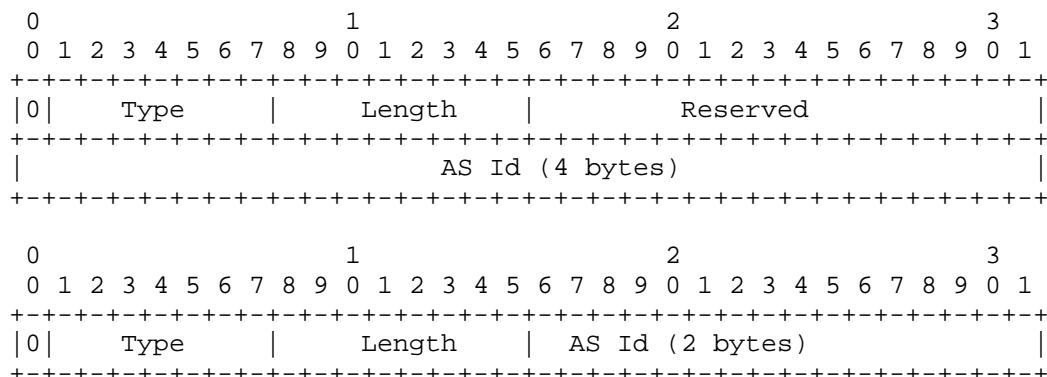 0                   1                   2                   3
 0 1 2 3 4 5 6 7 8 9 0 1 2 3 4 5 6 7 8 9 0 1 2 3 4 5 6 7 8 9 0 1
+-+-+-+-+-+-+-+-+-+-+-+-+-+-+-+-+-+-+-+-+-+-+-+-+-+-+-+-+-+-+-+-+
|0|    Type       |     Length    |         Reserved              |
+-+-+-+-+-+-+-+-+-+-+-+-+-+-+-+-+-+-+-+-+-+-+-+-+-+-+-+-+-+-+-+-+
|                          AS Id (4 bytes)                      |
+-+-+-+-+-+-+-+-+-+-+-+-+-+-+-+-+-+-+-+-+-+-+-+-+-+-+-+-+-+-+-+-+
 0                   1                   2                   3
 0 1 2 3 4 5 6 7 8 9 0 1 2 3 4 5 6 7 8 9 0 1 2 3 4 5 6 7 8 9 0 1
+-+-+-+-+-+-+-+-+-+-+-+-+-+-+-+-+-+-+-+-+-+-+-+-+-+-+-+-+-+-+-+-+
|0|    Type       |     Length    |  AS Id (2 bytes)              |
+-+-+-+-+-+-+-+-+-+-+-+-+-+-+-+-+-+-+-+-+-+-+-+-+-+-+-+-+-+-+-+-+